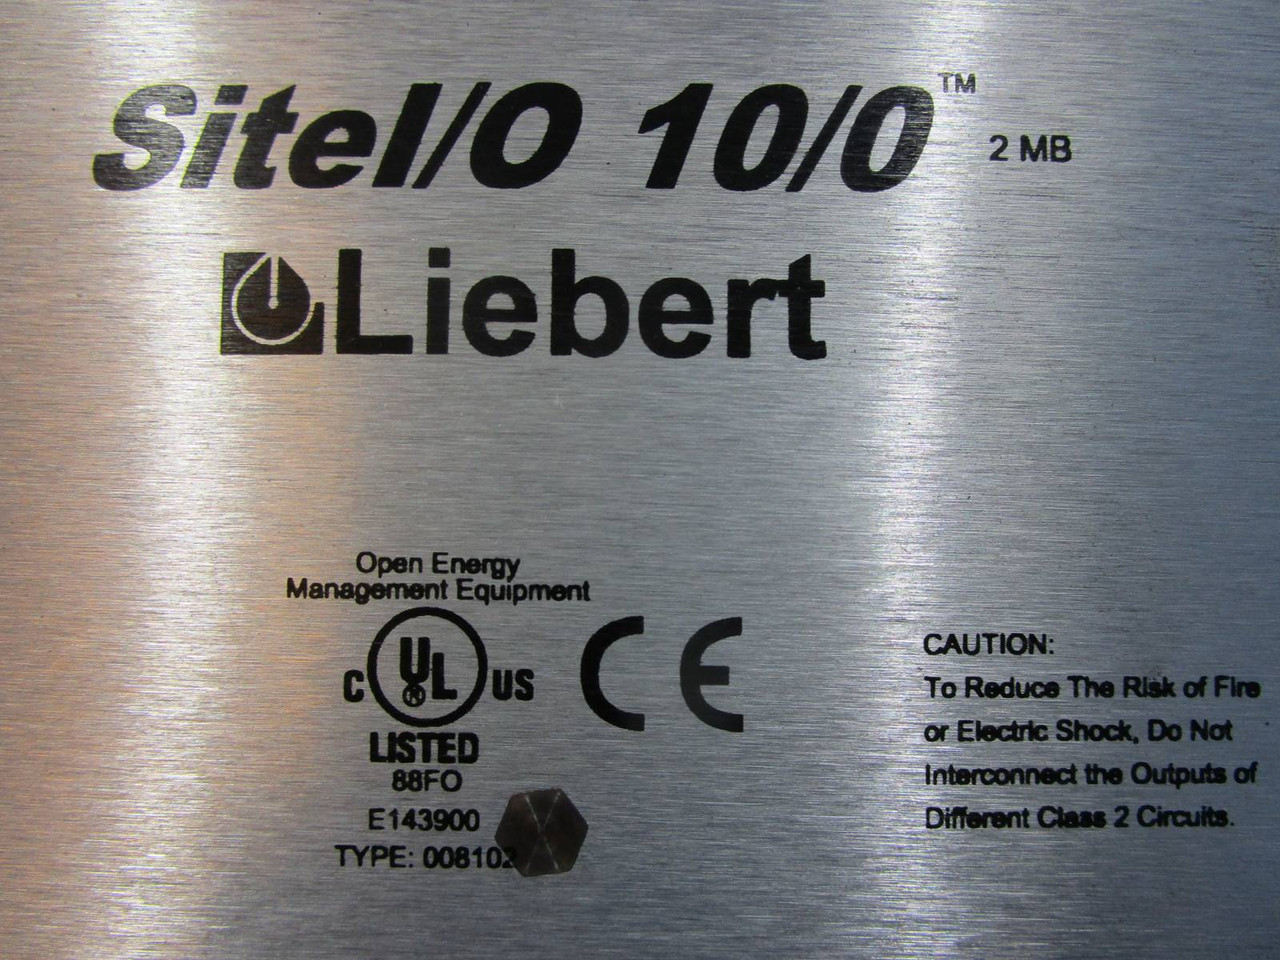 SiteI/O 10/0™ 2 MB
Liebert
Open Energy
Management Equipment
C UL® US
LISTED
88FO
E143900
TYPE: 008102
CE
CAUTION:
To Reduce The Risk of Fire
or Electric Shock, Do Not
Interconnect the Outputs of
Different Class 2 Circuits.